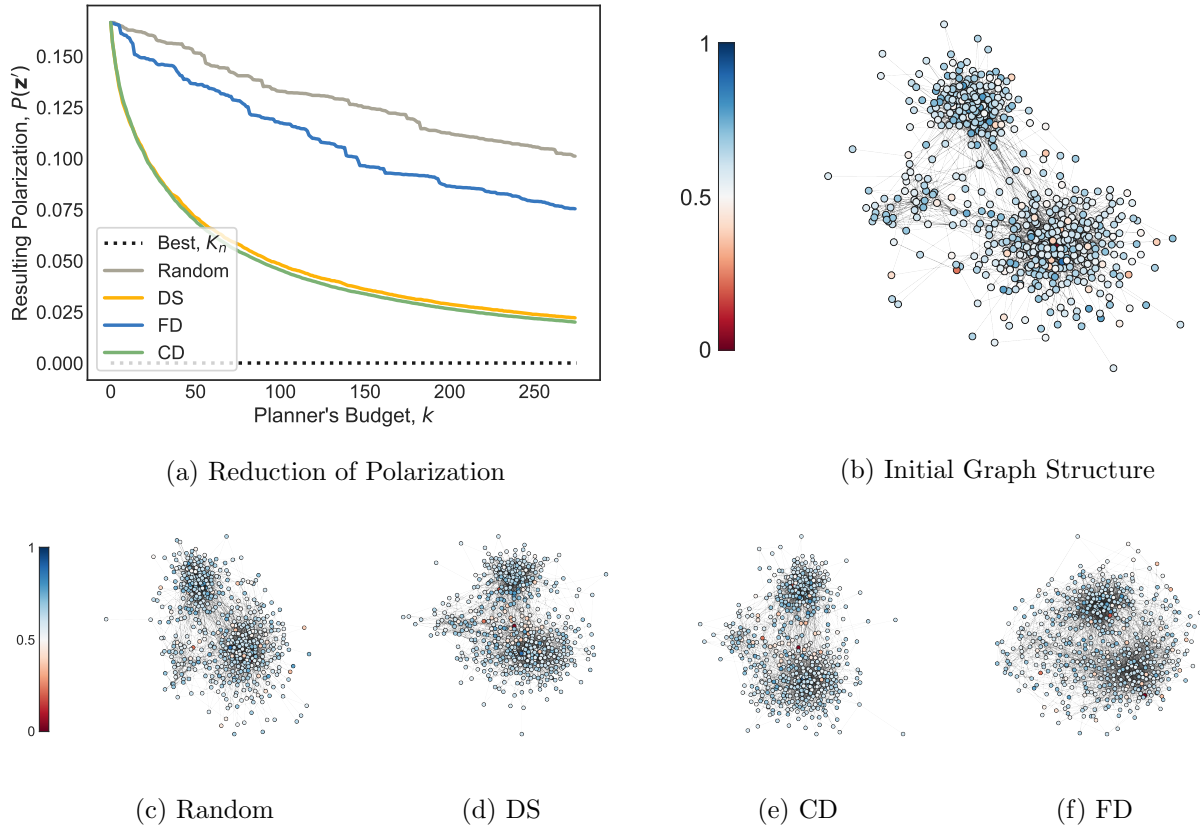 0.150
0.125
0.100
0.075
0.050
0.025
0.000
Resulting Polarization, P(z′)
Best, Kn
Random
DS
FD
CD
0 50 100 150 200 250
Planner's Budget, k
(a) Reduction of Polarization
1
0.5
0
(b) Initial Graph Structure
1
0.5
0
(c) Random
(d) DS
(e) CD
(f) FD